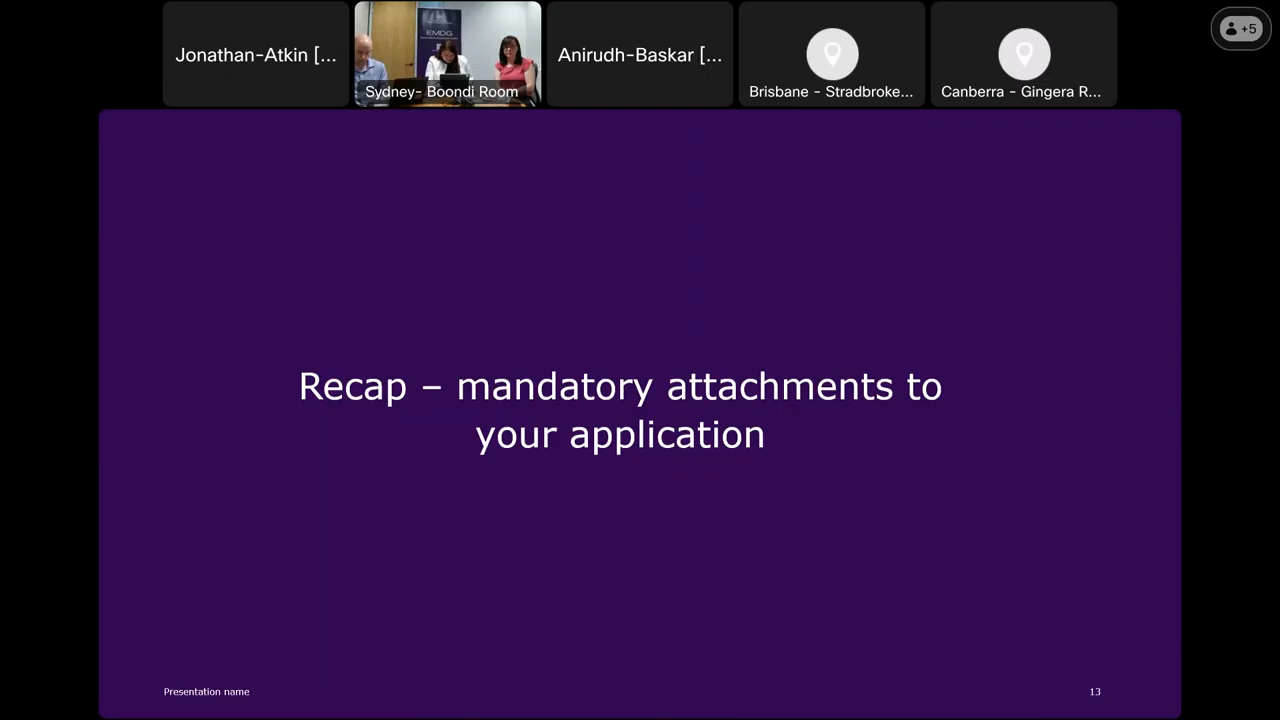 Jonathan-Atkin [...
Sydney- Boondi Room
Anirudh-Baskar [...
Brisbane - Stradbroke...
Canberra - Gingera R...
+5
EMDG
Recap – mandatory attachments to
your application
Presentation name
13